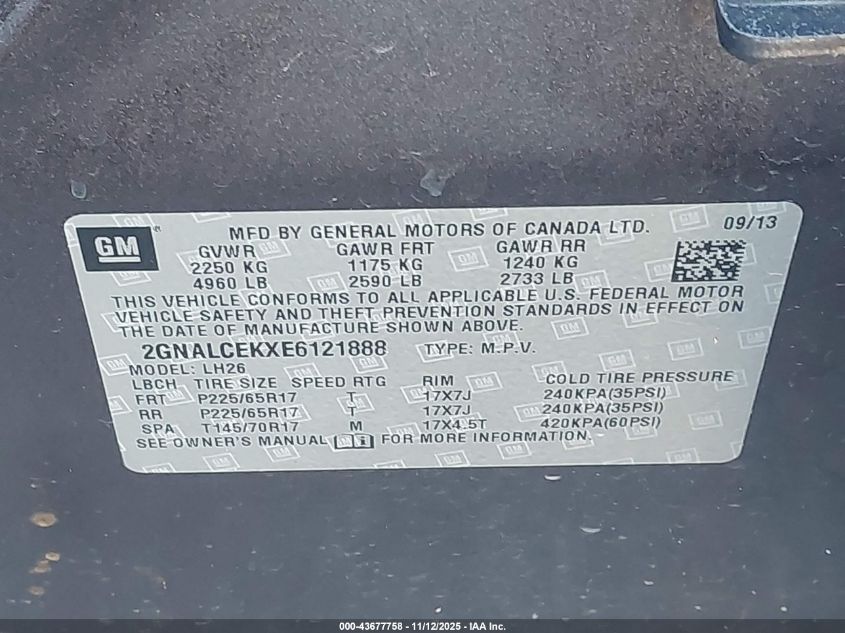 GM
MFD BY GENERAL MOTORS OF CANADA LTD. 09/13
GVWR GAWR FRT GAWR RR
2250 KG 1175 KG 1240 KG
4960 LB 2590 LB 2733 LB
THIS VEHICLE CONFORMS TO ALL APPLICABLE U.S. FEDERAL MOTOR
VEHICLE SAFETY AND THEFT PREVENTION STANDARDS IN EFFECT ON
THE DATE OF MANUFACTURE SHOWN ABOVE.
2GNALCEKXE6121888 TYPE: M.P.V.
MODEL: LH26
LBCH TIRE SIZE SPEED RTG RIM COLD TIRE PRESSURE
FRT P225/65R17 T 17X7J 240KPA(35PSI)
RR P225/65R17 T 17X7J 240KPA(35PSI)
SPA T145/70R17 M 17X4.5T 420KPA(60PSI)
SEE OWNER'S MANUAL FOR MORE INFORMATION.
000-43677758 - 11/12/2025 - IAA Inc.